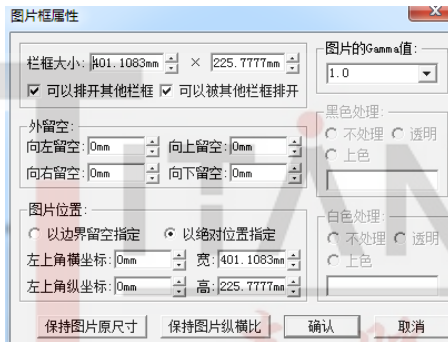 图片框属性
栏框大小: 401.1083mm × 225.7777mm
可以排开其他栏框 可以被其他栏框排开
外留空:
向左留空: 0mm 向上留空: 0mm
向右留空: 0mm 向下留空: 0mm
图片位置:
以边界留空指定 以绝对位置指定
左上角横坐标: 0mm 宽: 401.1083mm
左上角纵坐标: 0mm 高: 225.7777mm
图片的Gamma值:
1.0
黑色处理:
不处理 透明
上色
白色处理:
不处理 透明
上色
保持图片原尺寸 保持图片纵横比 确认 取消
TITAN